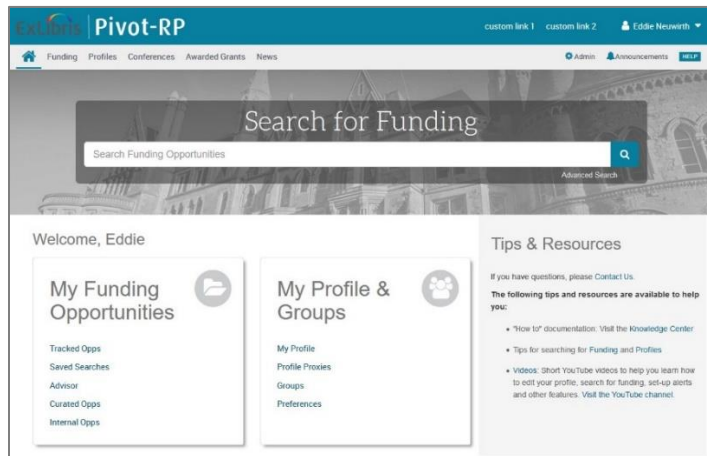 ExLibris Pivot-RP
custom link 1 custom link 2 Eddie Neuwirth
Funding Profiles Conferences Awarded Grants News
Admin Announcements HELP
Search for Funding
Search Funding Opportunities
Advanced Search
Welcome, Eddie
My Funding
Opportunities
Tracked Opps
Saved Searches
Advisor
Curated Opps
Internal Opps
My Profile &
Groups
My Profile
Profile Proxies
Groups
Preferences
Tips & Resources
If you have questions, please Contact Us.
The following tips and resources are available to help
you:
• "How to" documentation: Visit the Knowledge Center
• Tips for searching for Funding and Profiles
• Videos: Short YouTube videos to help you learn how
to edit your profile, search for funding, set-up alerts
and other features. Visit the YouTube channel.